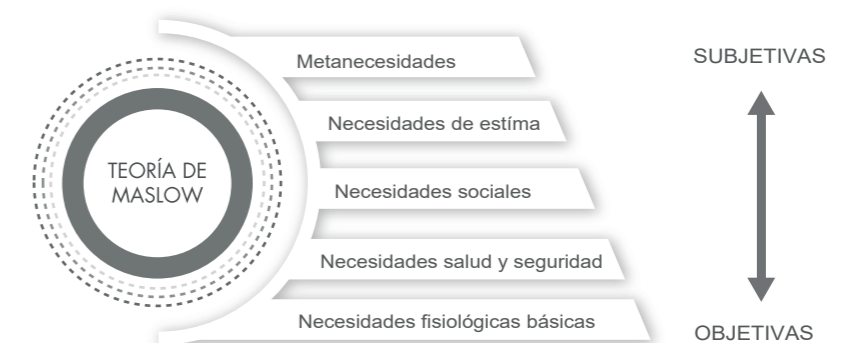 Metanecesidades
SUBJETIVAS
Necesidades de estíma
TEORÍA DE
MASLOW
Necesidades sociales
Necesidades salud y seguridad
Necesidades fisiológicas básicas
OBJETIVAS